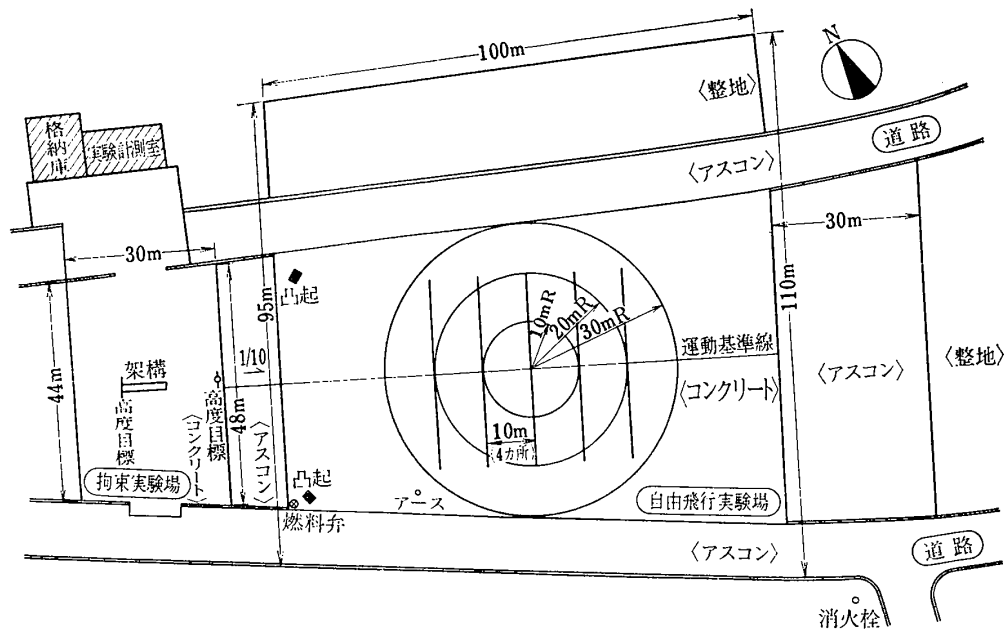 N
100m
〈整地〉
道路
〈アスコン〉
格納庫
実験計測室
30m
30m
凸起
95m
110m
10mR
20mR
30mR
運動基準線
1/10
架構
44m
高度目標
高度目標
〈コンクリート〉
48m
〈アスコン〉
〈コンクリート〉
〈アスコン〉
〈整地〉
10m
(4カ所)
拘束実験場
凸起
燃料弁
アース
自由飛行実験場
〈アスコン〉
道路
消火栓